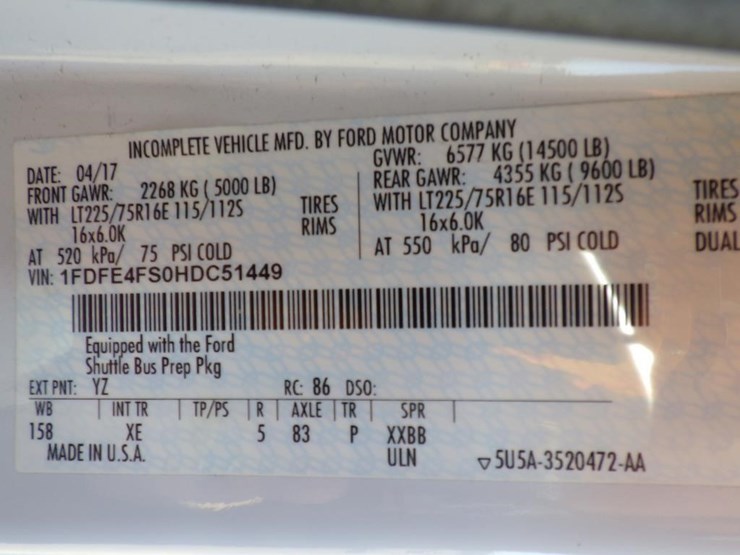 INCOMPLETE VEHICLE MFD. BY FORD MOTOR COMPANY
DATE: 04/17 GVWR: 6577 KG (14500 LB)
FRONT GAWR: 2268 KG ( 5000 LB) REAR GAWR: 4355 KG ( 9600 LB)
WITH LT225/75R16E 115/112S TIRES WITH LT225/75R16E 115/112S TIRES
16x6.0K RIMS 16x6.0K RIMS
AT 520 kPa/ 75 PSI COLD AT 550 kPa/ 80 PSI COLD DUAL
VIN: 1FDFE4FS0HDC51449
Equipped with the Ford
Shuttle Bus Prep Pkg
EXT PNT: YZ RC: 86 DSO:
WB INT TR TP/PS R AXLE TR SPR
158 XE 5 83 P XXBB
MADE IN U.S.A. ULN 5U5A-3520472-AA